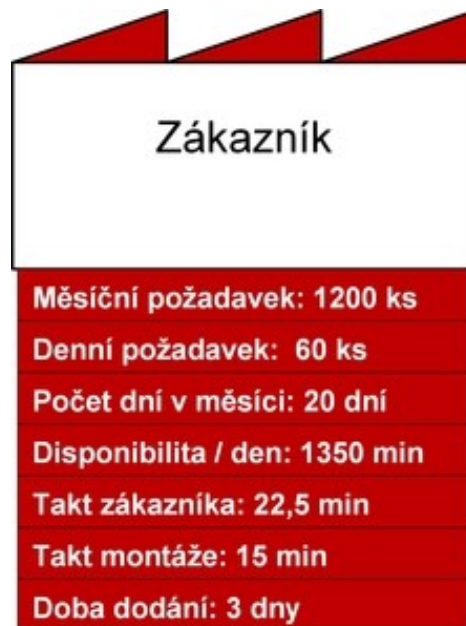 Zákazník
Měsíční požadavek: 1200 ks
Denní požadavek: 60 ks
Počet dní v měsíci: 20 dní
Disponibilita / den: 1350 min
Takt zákazníka: 22,5 min
Takt montáže: 15 min
Doba dodání: 3 dny